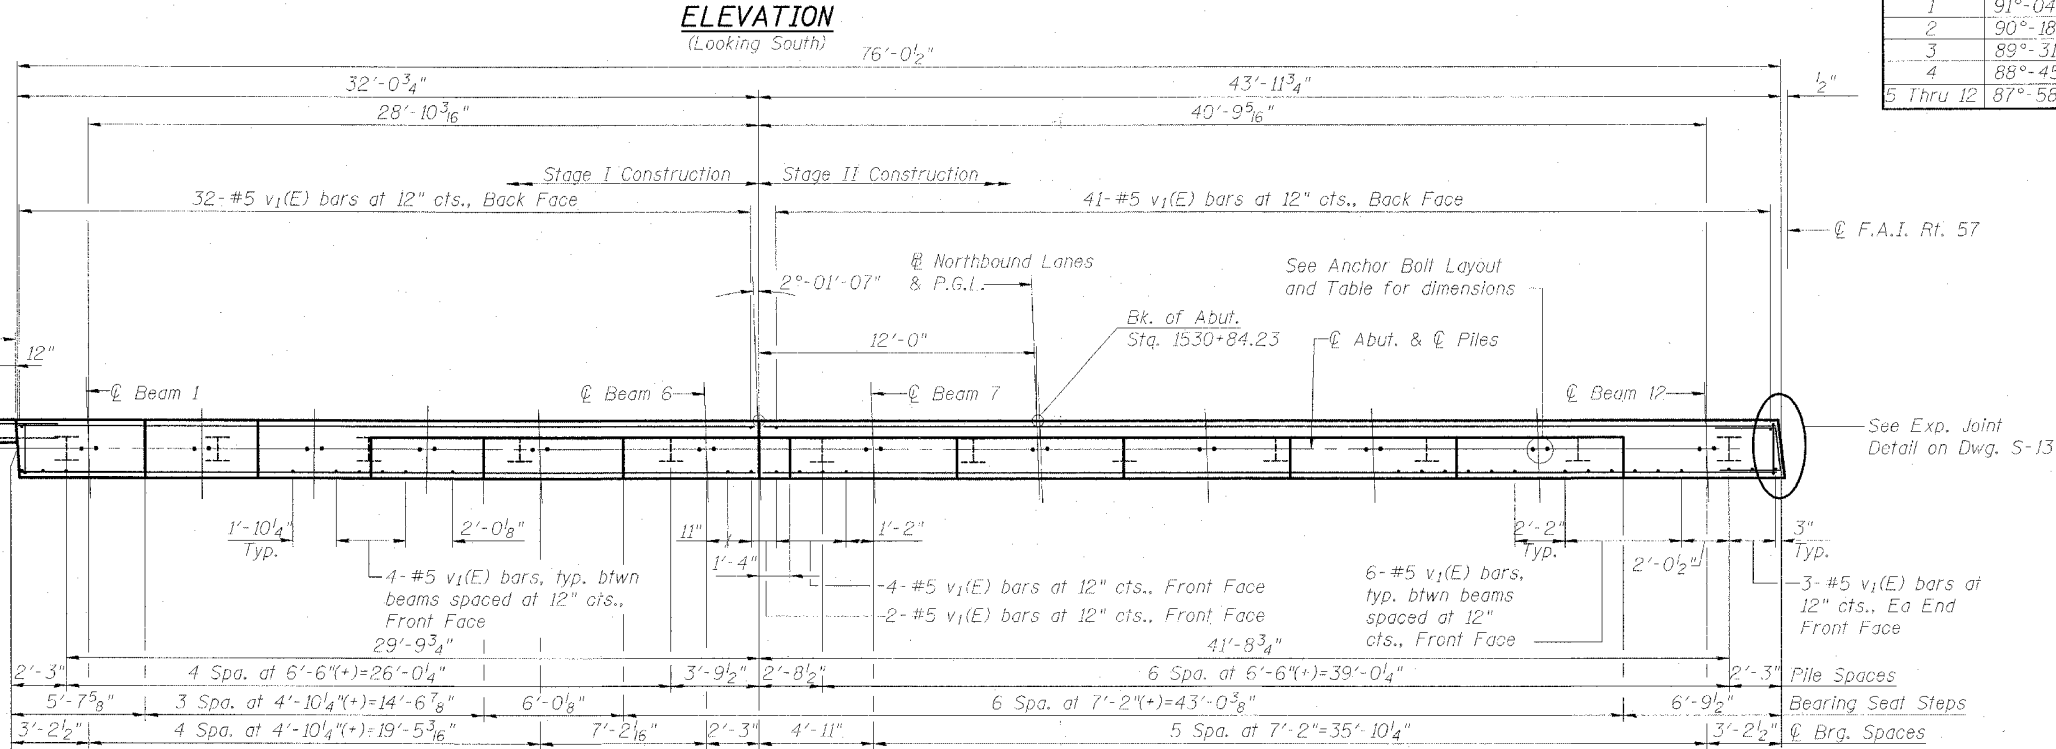 ELEVATION
(Looking South)
76'-0½"
32'-0¾"
43'-11¾"
½"
28'-10 3/16"
40'-9 5/16"
1 91°-04
2 90°-18
3 89°-31
4 88°-45
5 Thru 12 87°-58
Stage I Construction
Stage II Construction
32-#5 v1(E) bars at 12" cts., Back Face
41-#5 v1(E) bars at 12" cts., Back Face
℄ F.A.I. Rt. 57
2°-01'-07"
Northbound Lanes
& P.G.L.
See Anchor Bolt Layout
and Table for dimensions
Bk. of Abut.
Sta. 1530+84.23
℄ Abut. & ℄ Piles
12'-0"
12"
℄ Beam 1
℄ Beam 6
℄ Beam 7
℄ Beam 12
See Exp. Joint
Detail on Dwg. S-13
1'-10¼"
Typ.
2'-0⅛"
11"
1'-4"
1'-2"
2'-2"
Typ.
2'-0½"
3"
Typ.
4-#5 v1(E) bars, typ. btwn
beams spaced at 12" cts.,
Front Face
4-#5 v1(E) bars at 12" cts., Front Face
2-#5 v1(E) bars at 12" cts., Front Face
6-#5 v1(E) bars,
typ. btwn beams
spaced at 12"
cts., Front Face
3-#5 v1(E) bars at
12" cts., Ea End
Front Face
29'-9¾"
41'-8¾"
2'-3" 4 Spa. at 6'-6"(+)=26'-0¼" 3'-9½" 2'-8½" 6 Spa. at 6'-6"(+)=39'-0¼" 2'-3" Pile Spaces
5'-7⅝" 3 Spa. at 4'-10¼"(+)=14'-6⅞" 6'-0⅛" 6 Spa. at 7'-2"(+)=43'-0⅜" 6'-9½" Bearing Seat Steps
3'-2½" 4 Spa. at 4'-10¼"(+)=19'-5 3/16" 7'-2 1/16" 2'-3" 4'-11" 5 Spa. at 7'-2"=35'-10¼" 3'-2½" ℄ Brg. Spaces